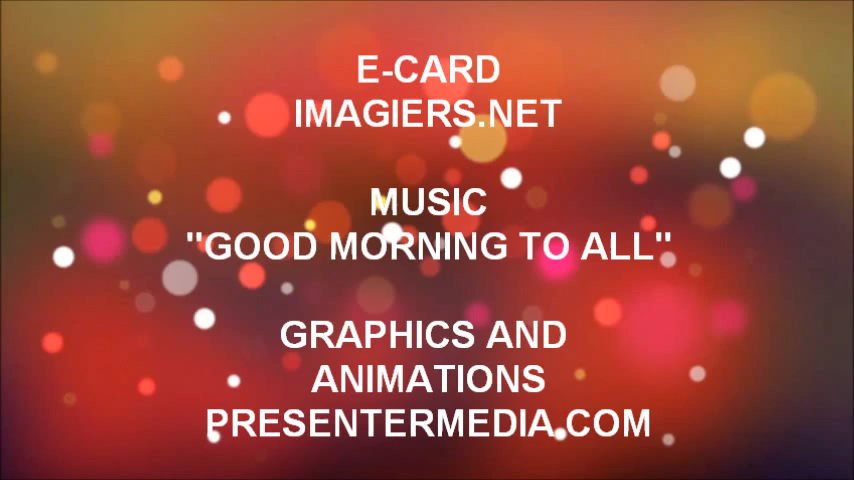 E-CARD
IMAGIERS.NET
MUSIC
"GOOD MORNING TO ALL"
GRAPHICS AND
ANIMATIONS
PRESENTERMEDIA.COM